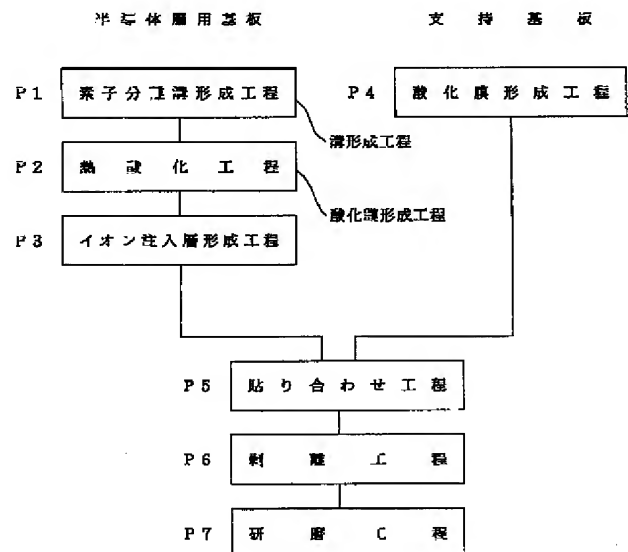 半導体層用基板
支持基板
P1 素子分離溝形成工程
P4 酸化膜形成工程
溝形成工程
P2 熱酸化工程
酸化膜形成工程
P3 イオン注入層形成工程
P5 貼り合わせ工程
P6 剥離工程
P7 研磨工程